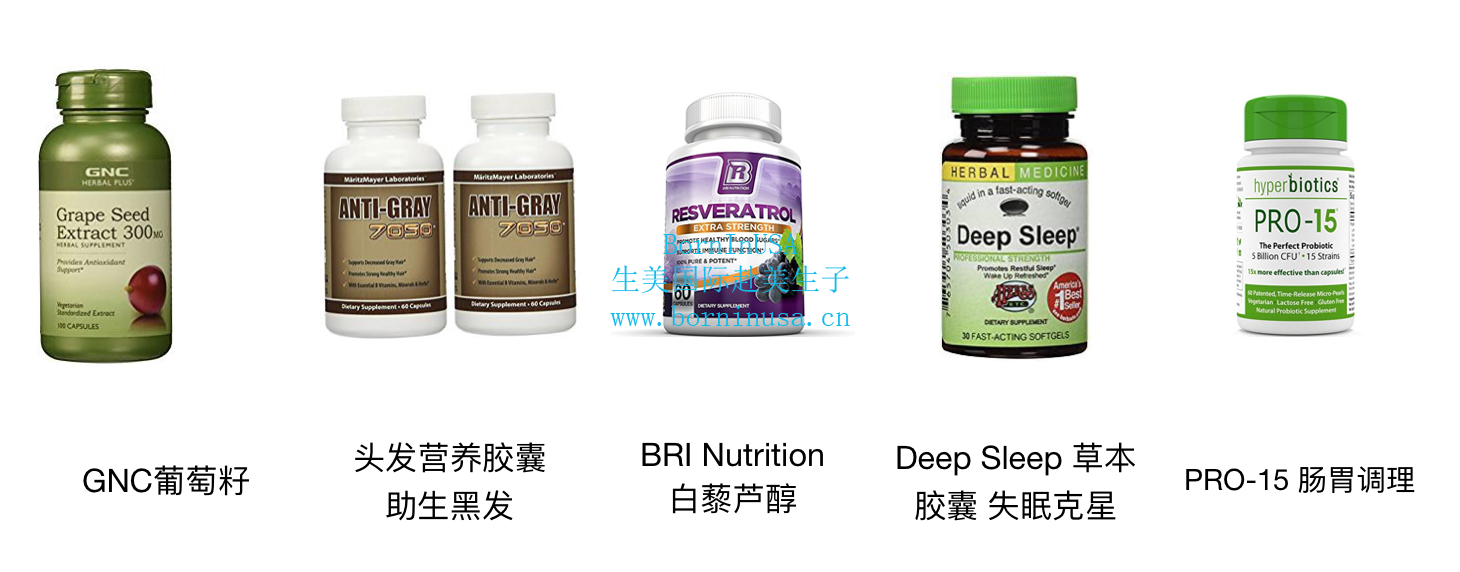 GNC
HERBAL PLUS
Grape Seed
Extract 300MG
HERBAL SUPPLEMENT
Provides Antioxidant
Support*
Vegetarian
Standardized Extract
100 CAPSULES
MàritzMayer Laboratories
ANTI-GRAY
7050
Supports Decreased Gray Hair*
Promotes Strong Healthy Hair*
With Essential B Vitamins, Minerals & Herbs*
Dietary Supplement • 60 Capsules
MàritzMayer Laboratories
ANTI-GRAY
7050
Supports Decreased Gray Hair*
Promotes Strong Healthy Hair*
With Essential B Vitamins, Minerals & Herbs*
Dietary Supplement • 60 Capsules
BRI NUTRITION
RESVERATROL
EXTRA STRENGTH
PROMOTE HEALTHY BLOOD SUGARS*
SUPPORTS IMMUNE FUNCTION*
100% PURE & POTENT*
60
CAPSULES
DIETARY SUPPLEMENT
BornInUSA
生美国际赴美生子
www.borninusa.cn
HERBAL MEDICINE
liquid in a fast-acting softgel
Deep Sleep
PROFESSIONAL STRENGTH
Promotes Restful Sleep*
Wake Up Refreshed*
America's
#1 Best
Seller
DIETARY SUPPLEMENT
30 FAST-ACTING SOFTGELS
hyperbiotics
PRO-15
The Perfect Probiotic
5 Billion CFU • 15 Strains
15x more effective than capsules
60 Patented, Time-Release Micro-Pearls
Vegetarian Lactose Free Gluten Free
Natural Probiotic Supplement
GNC葡萄籽
头发营养胶囊
助生黑发
BRI Nutrition
白藜芦醇
Deep Sleep 草本
胶囊 失眠克星
PRO-15 肠胃调理